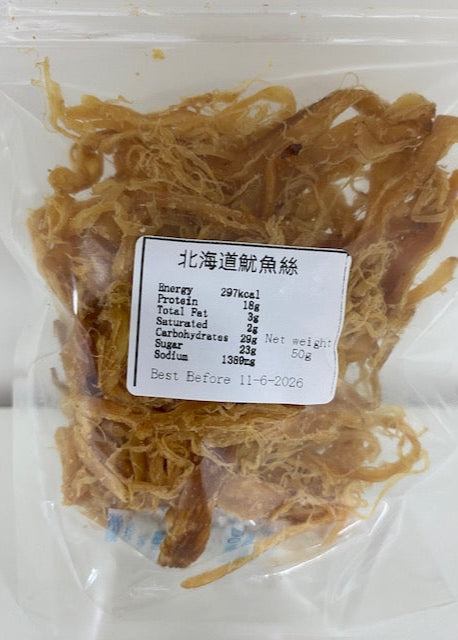 北海道魷魚絲
Energy 297kcal
Protein 18g
Total Fat 3g
Saturated 2g
Carbohydrates 29g
Sugar 23g
Sodium 1389mg
Net weight
50g
Best Before 11-6-2026